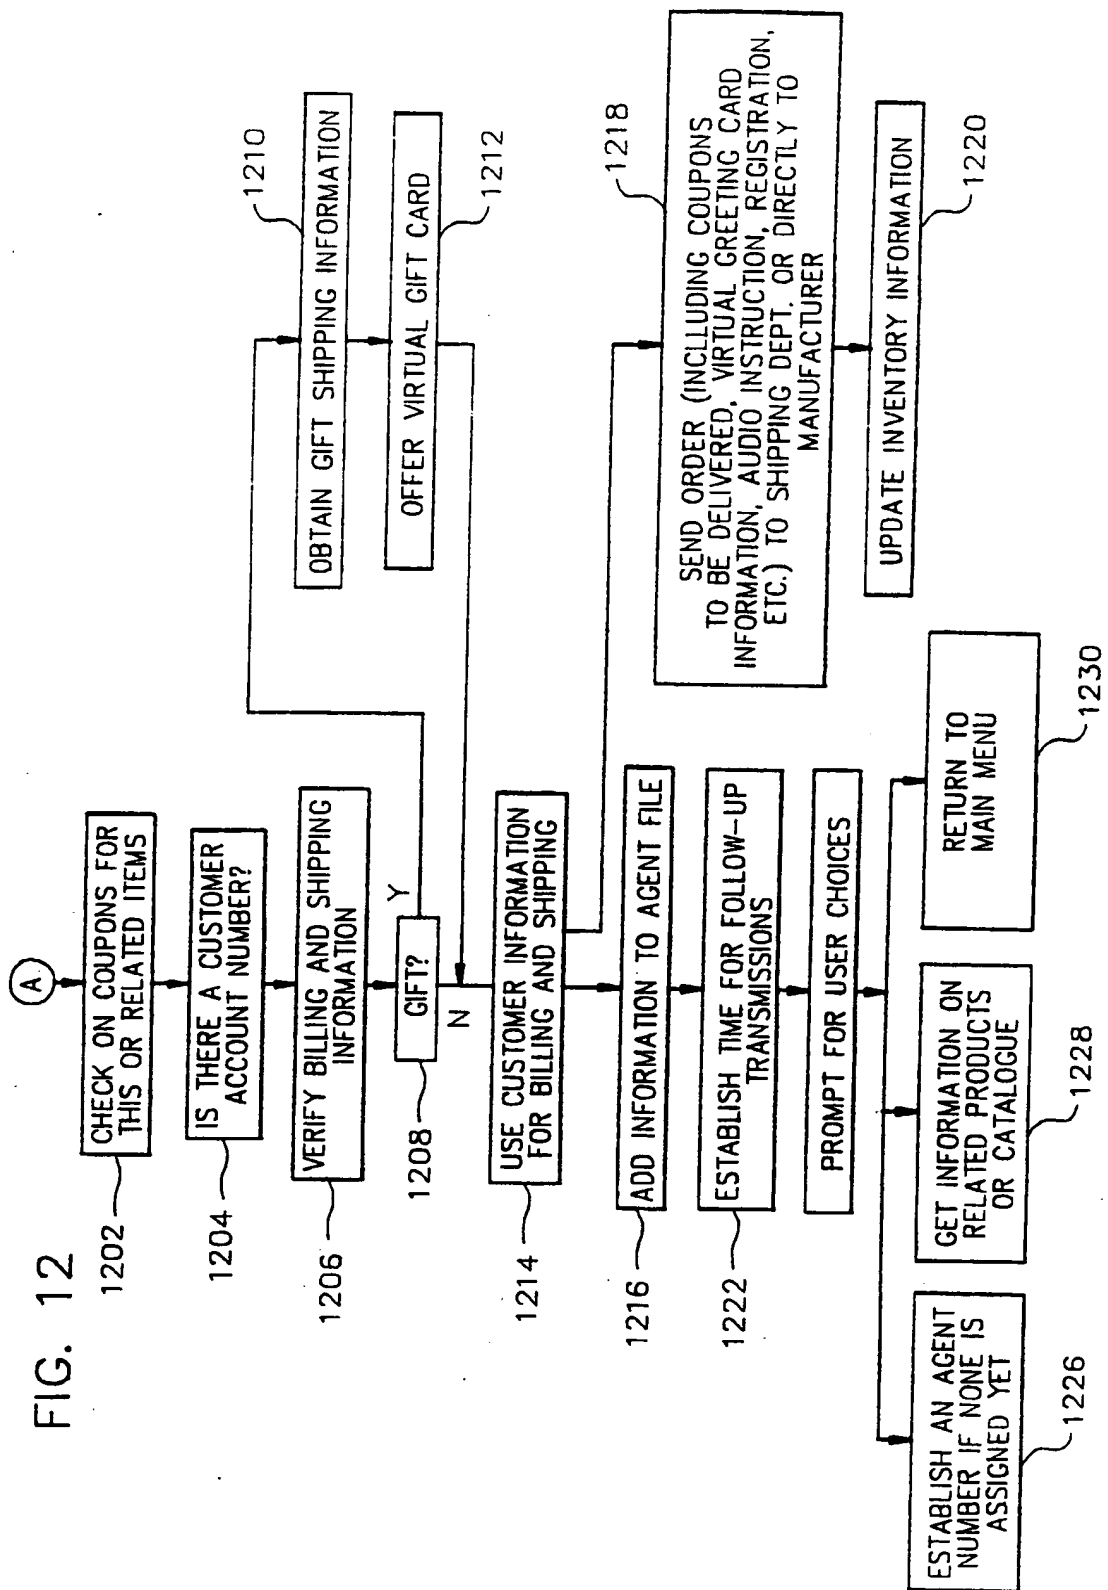 FIG. 12
A
CHECK ON COUPONS FOR
THIS OR RELATED ITEMS
1202
IS THERE A CUSTOMER
ACCOUNT NUMBER?
1204
VERIFY BILLING AND SHIPPING
INFORMATION
1206
GIFT?
1208
Y
N
OBTAIN GIFT SHIPPING INFORMATION
1210
OFFER VIRTUAL GIFT CARD
1212
USE CUSTOMER INFORMATION
FOR BILLING AND SHIPPING
1214
ADD INFORMATION TO AGENT FILE
1216
SEND ORDER (INCLUDING COUPONS
TO BE DELIVERED, VIRTUAL GREETING CARD
INFORMATION, AUDIO INSTRUCTION, REGISTRATION,
ETC.) TO SHIPPING DEPT. OR DIRECTLY TO
MANUFACTURER
1218
UPDATE INVENTORY INFORMATION
1220
ESTABLISH TIME FOR FOLLOW-UP
TRANSMISSIONS
1222
PROMPT FOR USER CHOICES
ESTABLISH AN AGENT
NUMBER IF NONE IS
ASSIGNED YET
1226
GET INFORMATION ON
RELATED PRODUCTS
OR CATALOGUE
1228
RETURN TO
MAIN MENU
1230